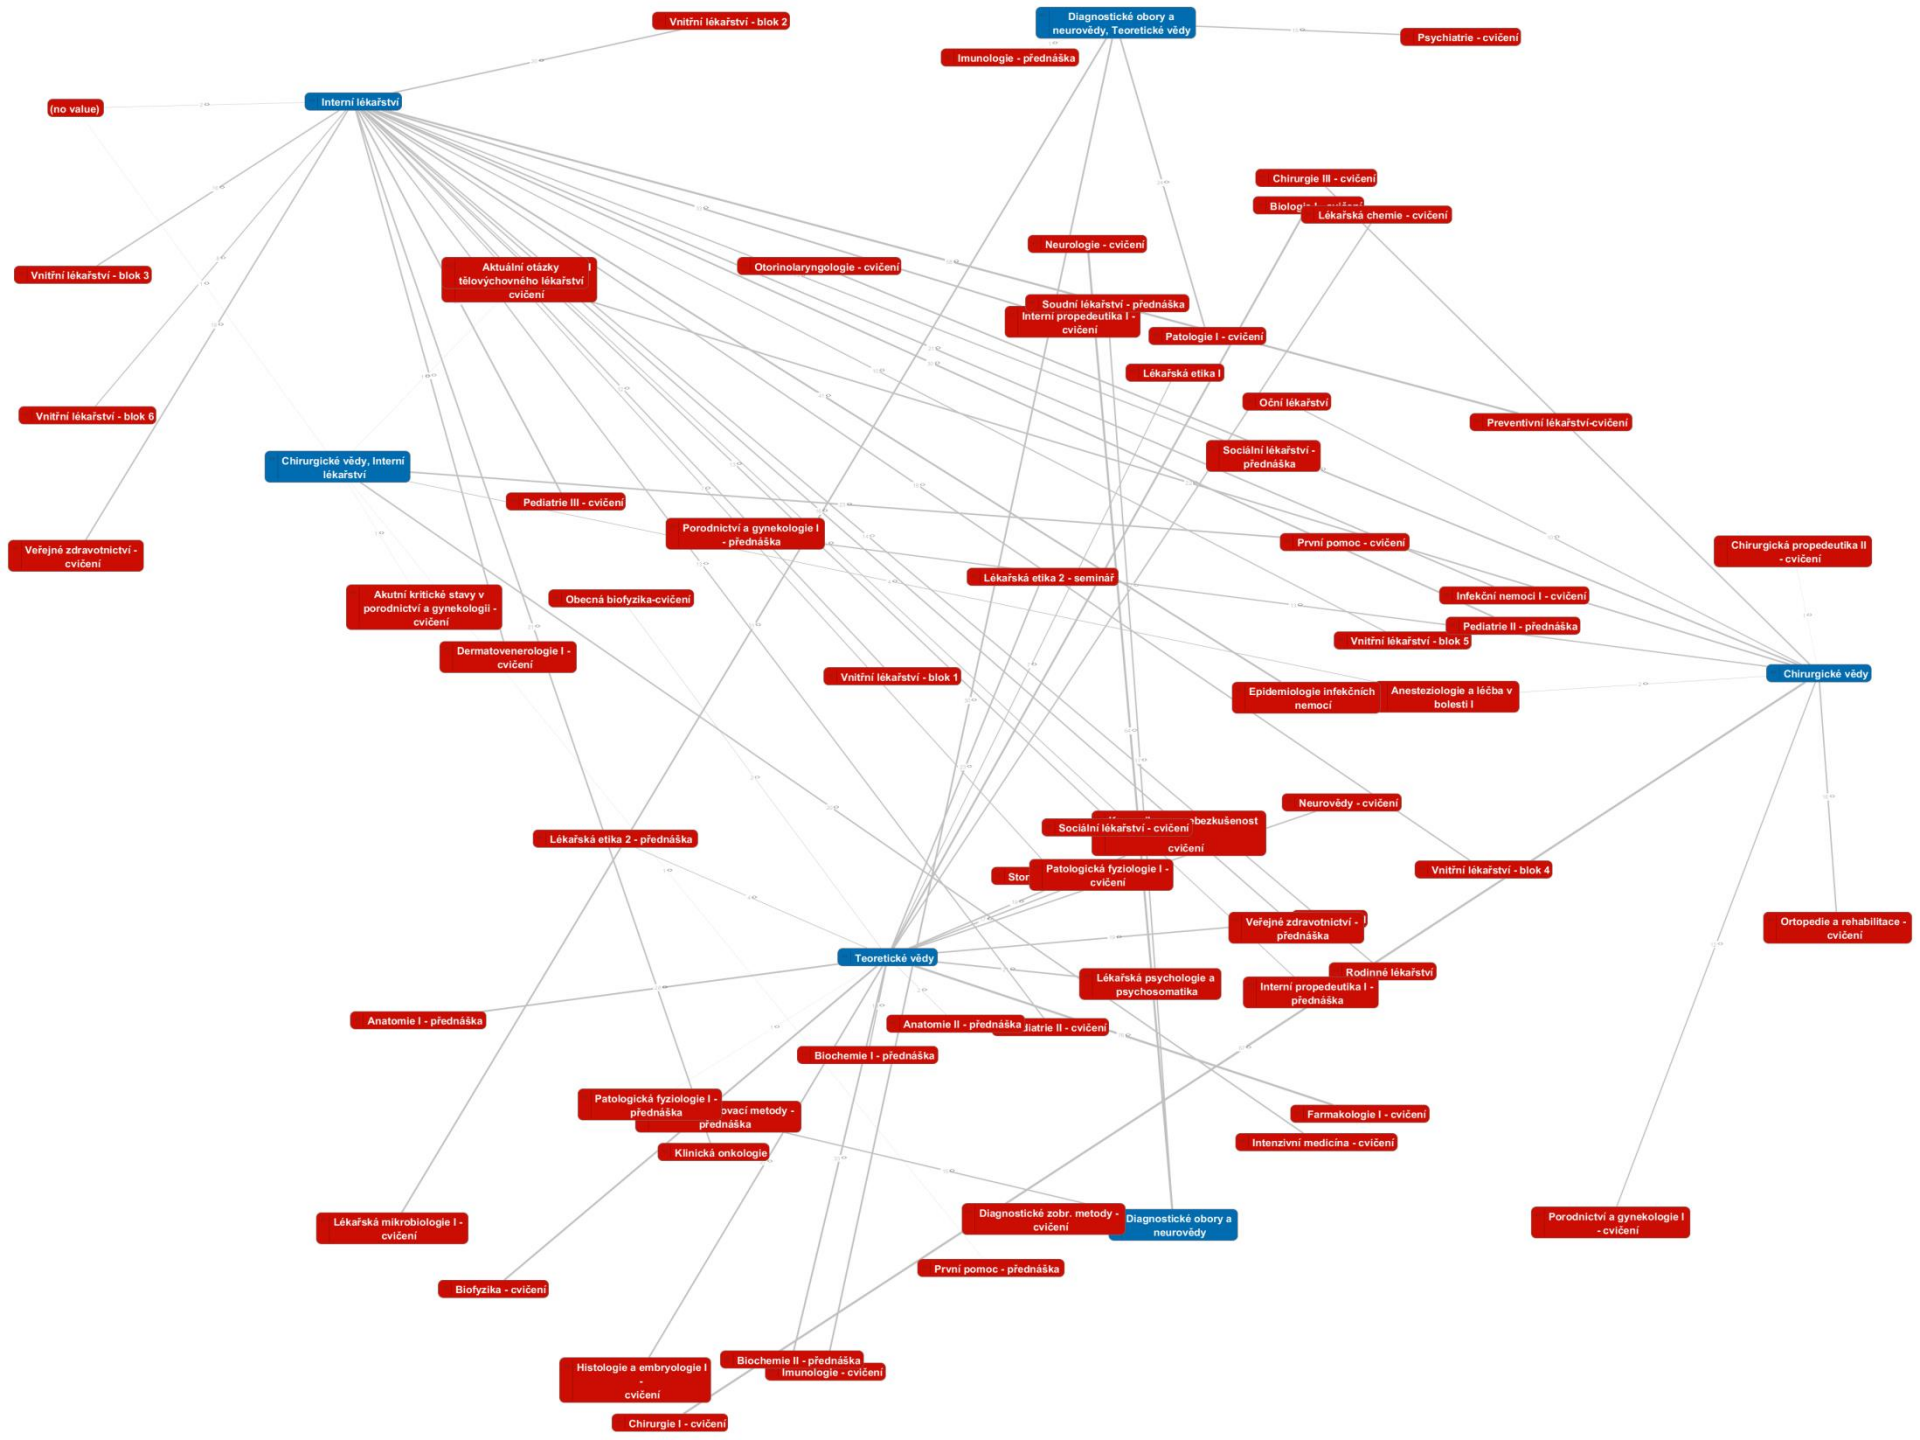 Vnitřní lékařství - blok 2
Diagnostické obory a
neurovědy, Teoretické vědy
Psychiatrie - cvičení
Imunologie - přednáška
(no value)
Interní lékařství
Chirurgie III - cvičení
Lékařská chemie - cvičení
Neurologie - cvičení
Vnitřní lékařství - blok 3
Aktuální otázky
tělovýchovného lékařství
cvičení
Otorinolaryngologie - cvičení
Soudní lékařství - přednáška
Interní propedeutika I -
cvičení
Patologie I - cvičení
Lékařská etika I
Oční lékařství
Vnitřní lékařství - blok 6
Preventivní lékařství-cvičení
Chirurgické vědy, Interní
lékařství
Sociální lékařství -
přednáška
Pediatrie III - cvičení
Porodnictví a gynekologie I
- přednáška
První pomoc - cvičení
Veřejné zdravotnictví -
cvičení
Chirurgická propedeutika II
- cvičení
Lékařská etika 2 - seminář
Akutní kritické stavy v
porodnictví a gynekologii -
cvičení
Obecná biofyzika-cvičení
Infekční nemoci I - cvičení
Pediatrie II - přednáška
Vnitřní lékařství - blok 5
Dermatovenerologie I -
cvičení
Vnitřní lékařství - blok 1
Chirurgické vědy
Epidemiologie infekčních
nemocí
Anesteziologie a léčba v
bolesti I
Neurovědy - cvičení
Sociální lékařství - cvičení
cvičení
Lékařská etika 2 - přednáška
Patologická fyziologie I -
cvičení
Vnitřní lékařství - blok 4
Veřejné zdravotnictví -
přednáška
Ortopedie a rehabilitace -
cvičení
Teoretické vědy
Rodinné lékařství
Lékařská psychologie a
psychosomatika
Interní propedeutika I -
přednáška
Anatomie I - přednáška
Anatomie II - přednáška
II - cvičení
Biochemie I - přednáška
Patologická fyziologie I -
přednáška
metody -
přednáška
Farmakologie I - cvičení
Intenzivní medicína - cvičení
Klinická onkologie
Lékařská mikrobiologie I -
cvičení
Diagnostické zobr. metody -
cvičení
Diagnostické obory a
neurovědy
Porodnictví a gynekologie I
- cvičení
První pomoc - přednáška
Biofyzika - cvičení
Biochemie II - přednáška
Imunologie - cvičení
Histologie a embryologie I
-
cvičení
Chirurgie I - cvičení